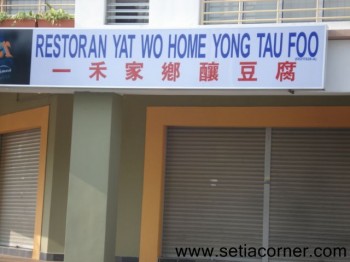 RESTORAN YAT WO HOME YONG TAU FOO
一禾家鄉釀豆腐
www.setiacorner.com